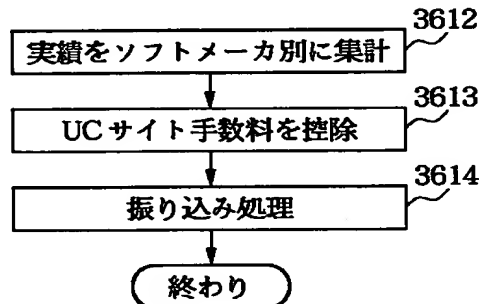 3612
実績をソフトメーカ別に集計
3613
UCサイト手数料を控除
3614
振り込み処理
終わり